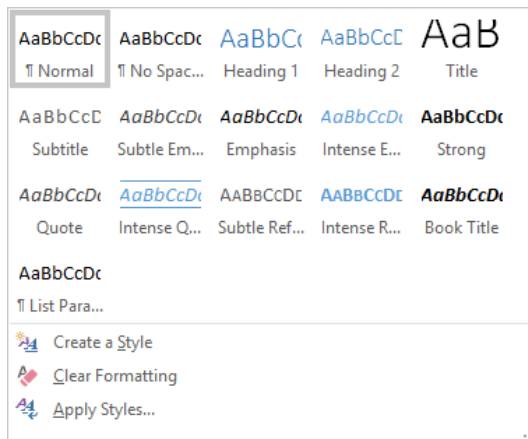 AaBbCcDc AaBbCcDc AaBbCc AaBbCcD AaB
¶ Normal ¶ No Spac... Heading 1 Heading 2 Title
AaBbCcD AaBbCcDc AaBbCcDc AaBbCcDc AaBbCcDc
Subtitle Subtle Em... Emphasis Intense E... Strong
AaBbCcDc AaBbCcDc AaBbCcDc AaBbCcDc AaBbCcDc
Quote Intense Q... Subtle Ref... Intense R... Book Title
AaBbCcDc
¶ List Para...
Create a Style
Clear Formatting
Apply Styles...